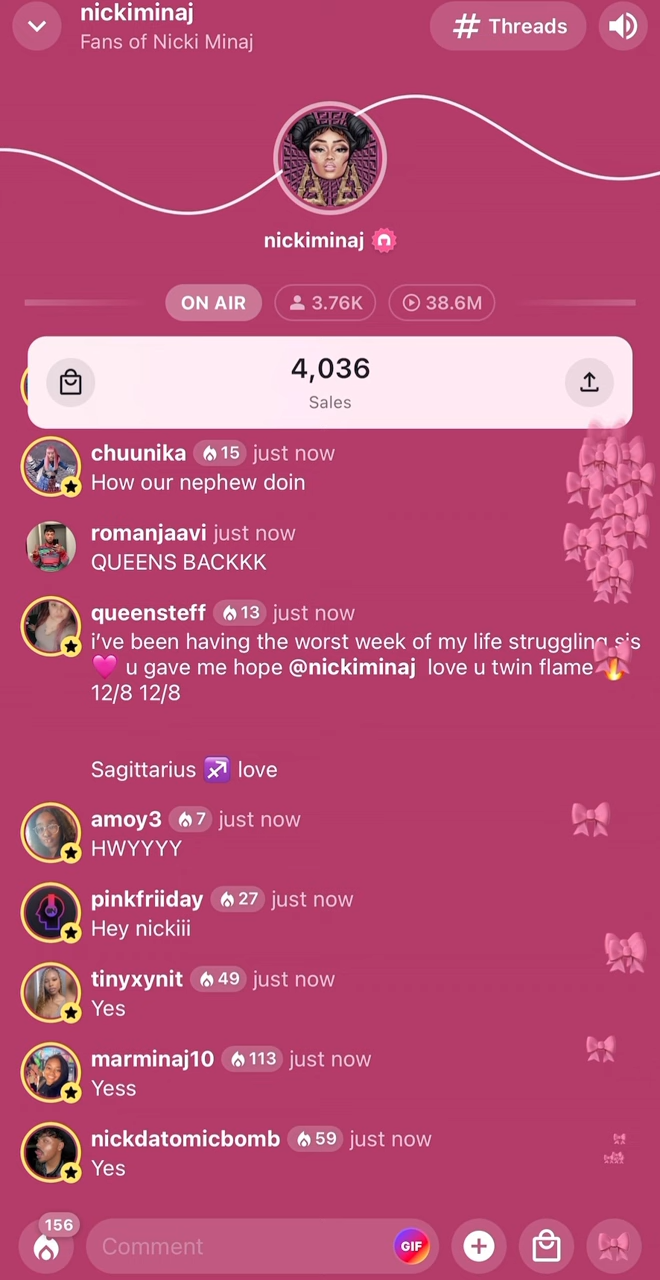 nickiminaj
Fans of Nicki Minaj
# Threads
nickiminaj
ON AIR
3.76K
38.6M
4,036
Sales
chuunika 15 just now
How our nephew doin
romanjaavi just now
QUEENS BACKKK
queensteff 13 just now
i've been having the worst week of my life struggling sis
💗 u gave me hope @nickiminaj love u twin flame🔥
12/8 12/8
Sagittarius ♐ love
amoy3 7 just now
HWYYYY
pinkfriiday 27 just now
Hey nickiii
tinyxynit 49 just now
Yes
marminaj10 113 just now
Yess
nickdatomicbomb 59 just now
Yes
156
Comment
GIF